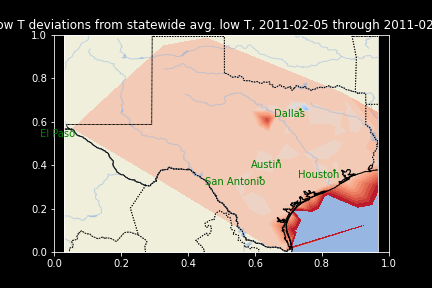 ow T deviations from statewide avg. low T, 2011-02-05 through 2011-02
1.0
0.8
0.6
0.4
0.2
0.0
0.0 0.2 0.4 0.6 0.8 1.0
Dallas
El Paso
Austin
San Antonio
Houston